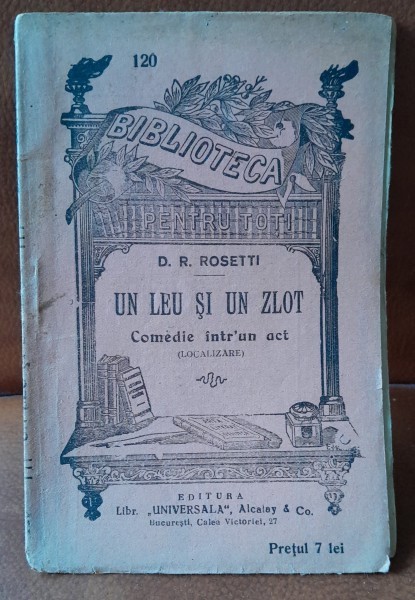 120
BIBLIOTECA
PENTRU TOȚI
D. R. ROSETTI
UN LEU ȘI UN ZLOT
Comèdie într'un act
(LOCALIZARE)
EDITURA
Libr. „UNIVERSALA”, Alcalay & Co.
București, Calea Victoriei, 27
Prețul 7 lei